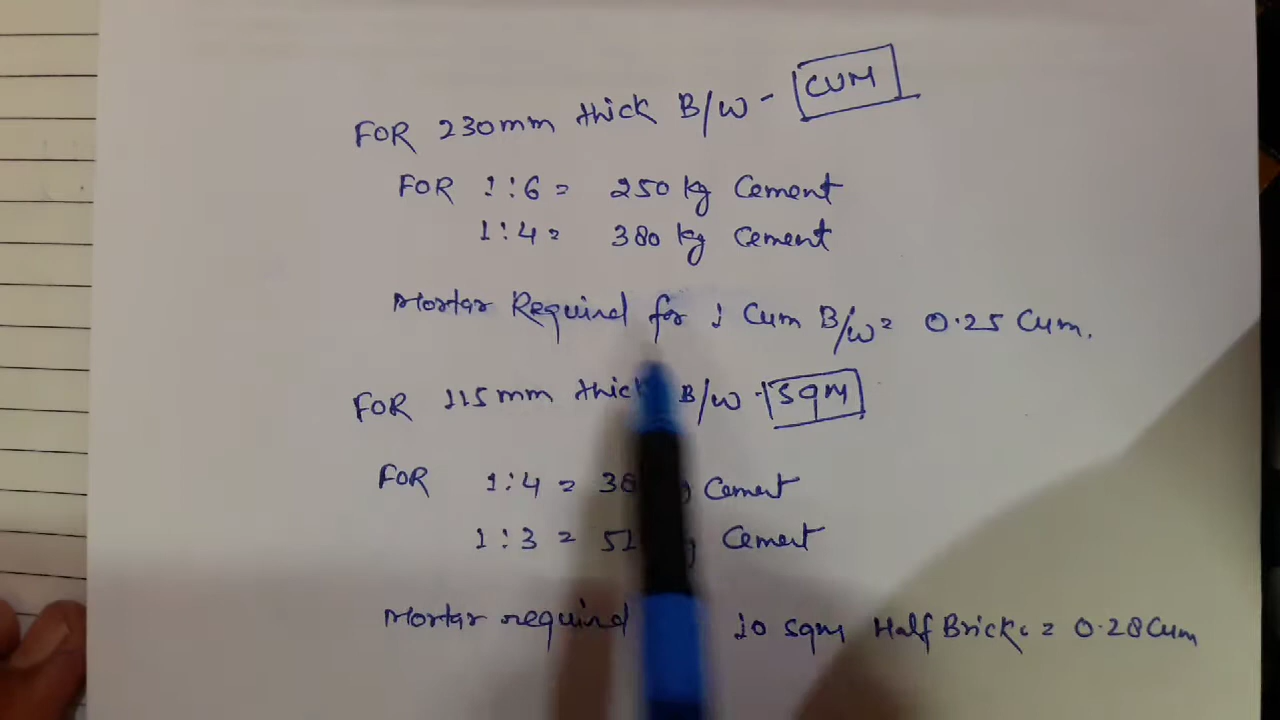 FOR 230mm thick B/W - CUM
FOR 1:6 = 250 kg Cement
1:4 = 380 kg Cement
Mortar Required for 1 Cum B/W = 0.25 Cum.
FOR 115mm thick B/W - SQM
FOR 1:4 = Cement
1:3 = Cement
Mortar required 10 sqm Half Brick = 0.28 Cum